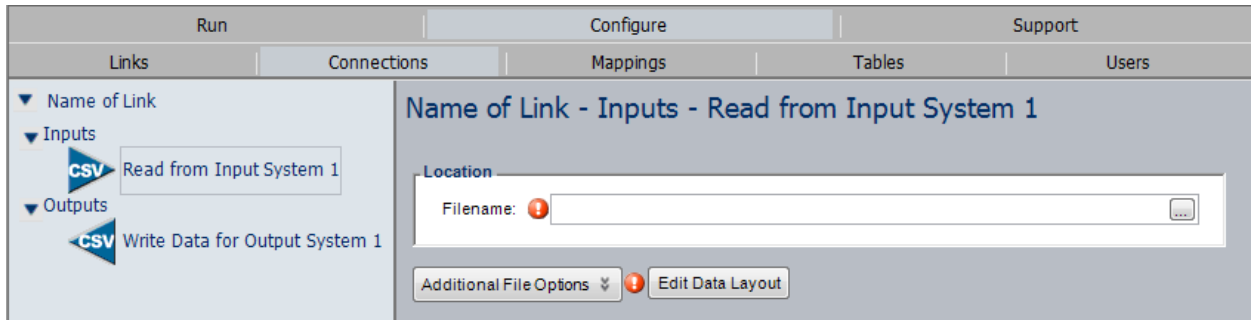 Run Configure Support
Links Connections Mappings Tables Users
Name of Link
Inputs
CSV Read from Input System 1
Outputs
CSV Write Data for Output System 1
Name of Link - Inputs - Read from Input System 1
Location
Filename: ! ...
Additional File Options ! Edit Data Layout